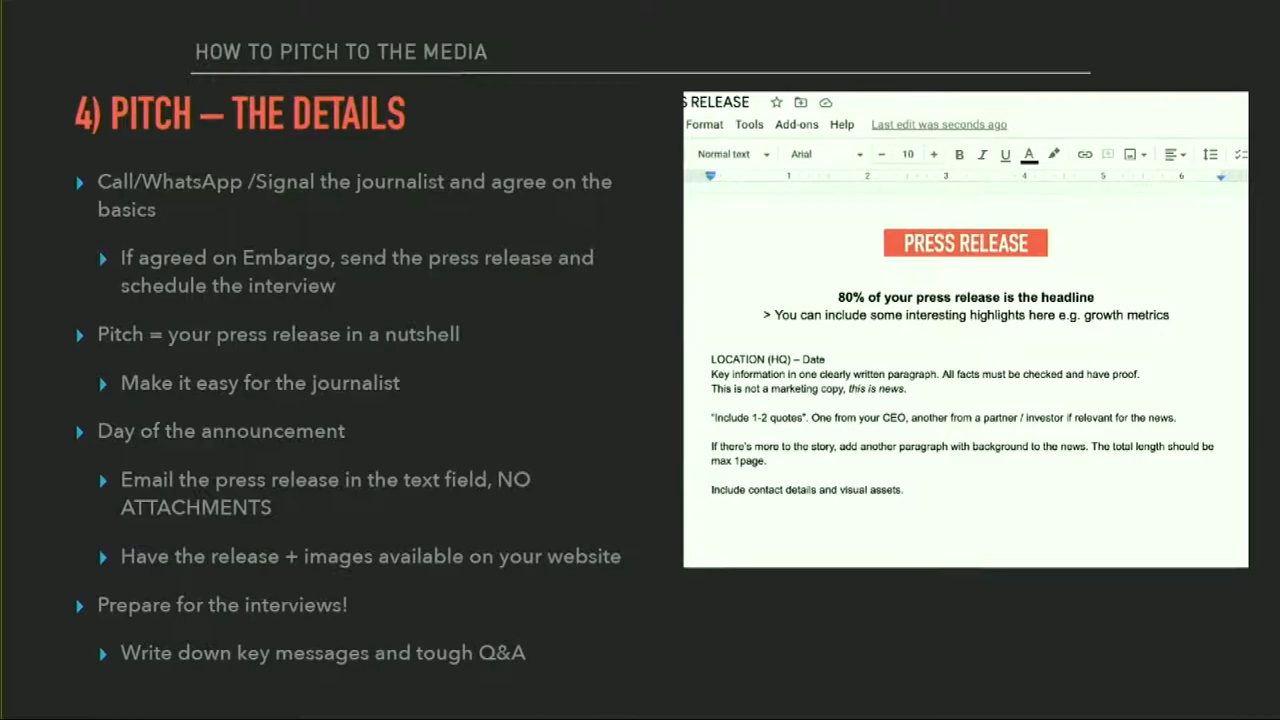 HOW TO PITCH TO THE MEDIA
4) PITCH – THE DETAILS
Call/WhatsApp /Signal the journalist and agree on the
basics
If agreed on Embargo, send the press release and
schedule the interview
Pitch = your press release in a nutshell
Make it easy for the journalist
Day of the announcement
Email the press release in the text field, NO
ATTACHMENTS
Have the release + images available on your website
Prepare for the interviews!
Write down key messages and tough Q&A
S RELEASE
Format Tools Add-ons Help Last edit was seconds ago
Normal text Arial − 10 + B I U A
1 2 3 4 5 6
PRESS RELEASE
80% of your press release is the headline
> You can include some interesting highlights here e.g. growth metrics
LOCATION (HQ) – Date
Key information in one clearly written paragraph. All facts must be checked and have proof.
This is not a marketing copy, this is news.
“Include 1-2 quotes”. One from your CEO, another from a partner / investor if relevant for the news.
If there’s more to the story, add another paragraph with background to the news. The total length should be
max 1page.
Include contact details and visual assets.